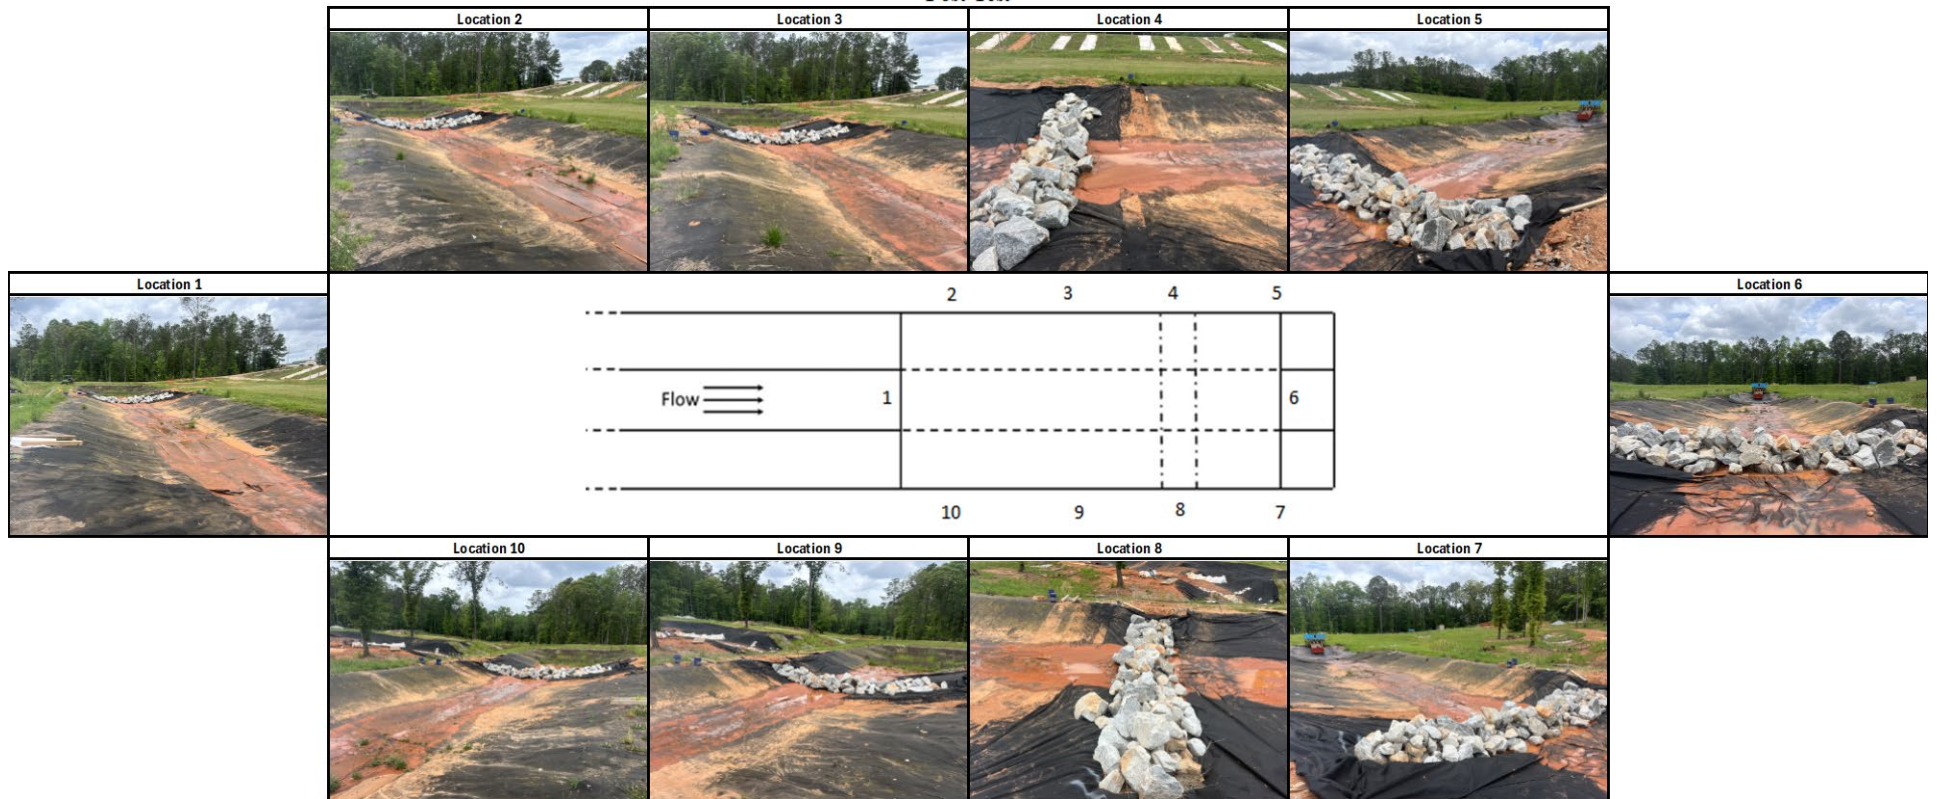 Location 2
Location 3
Location 4
Location 5
Location 1
Location 6
2
3
4
5
Flow
1
6
10
9
8
7
Location 10
Location 9
Location 8
Location 7